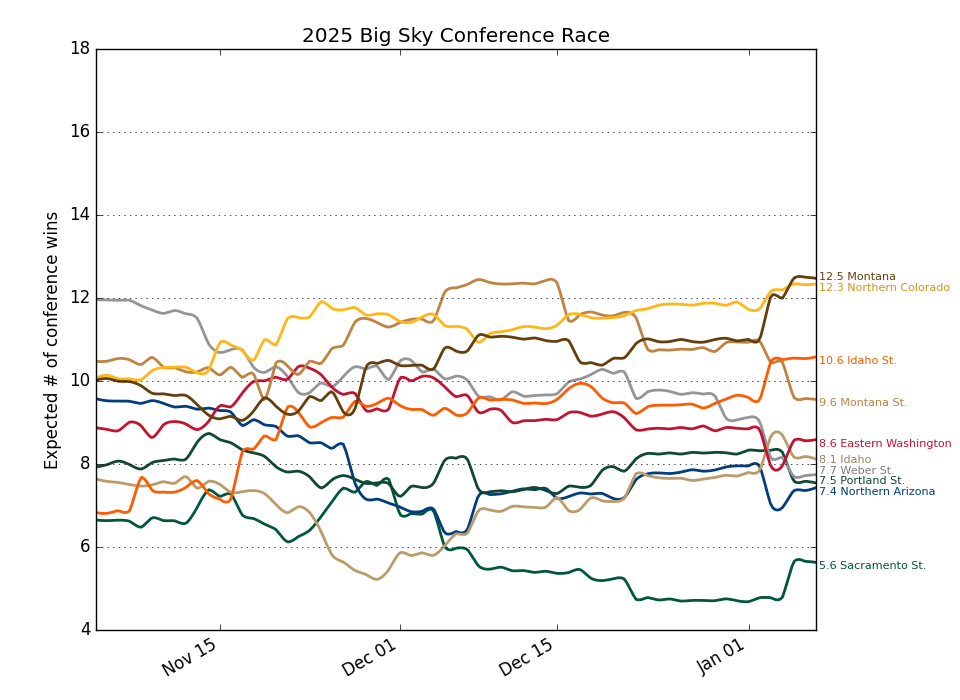 2025 Big Sky Conference Race
Expected # of conference wins
18
16
14
12
10
8
6
4
Nov 15
Dec 01
Dec 15
Jan 01
12.5 Montana
12.3 Northern Colorado
10.6 Idaho St.
9.6 Montana St.
8.6 Eastern Washington
8.1 Idaho
7.7 Weber St.
7.5 Portland St.
7.4 Northern Arizona
5.6 Sacramento St.